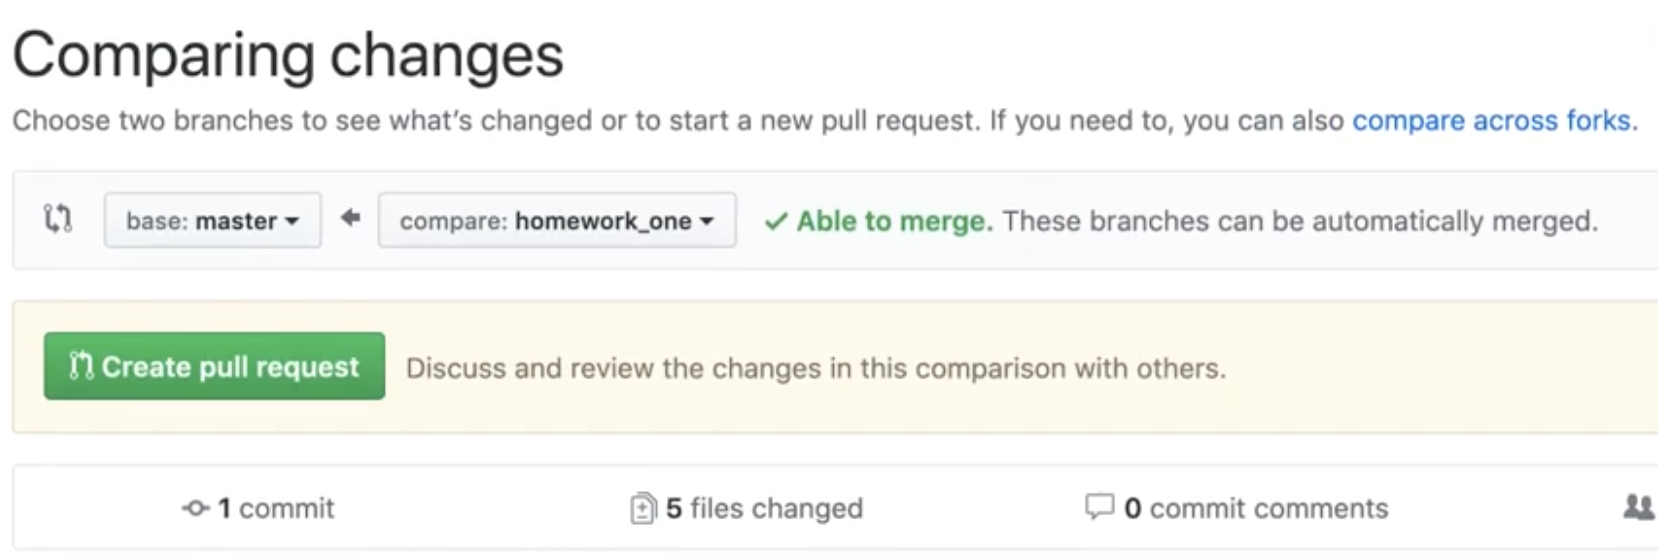 Comparing changes
Choose two branches to see what's changed or to start a new pull request. If you need to, you can also compare across forks.
base: master compare: homework_one Able to merge. These branches can be automatically merged.
Create pull request Discuss and review the changes in this comparison with others.
1 commit 5 files changed 0 commit comments